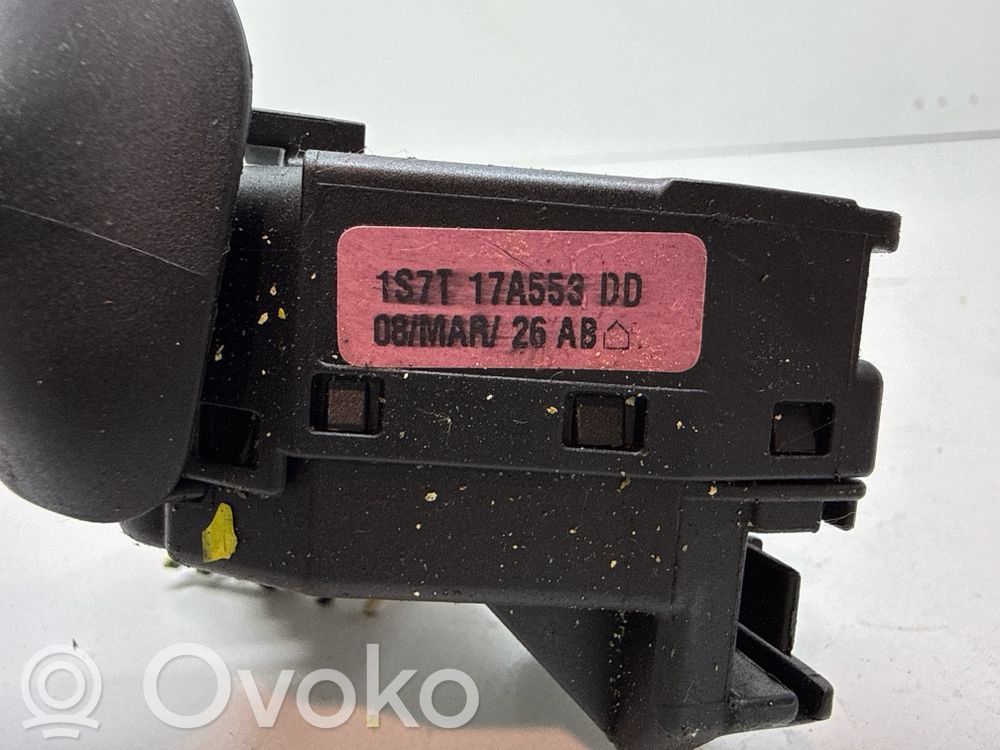 1S7T 17A553 DD
08/MAR/ 26 AB
Ovoko